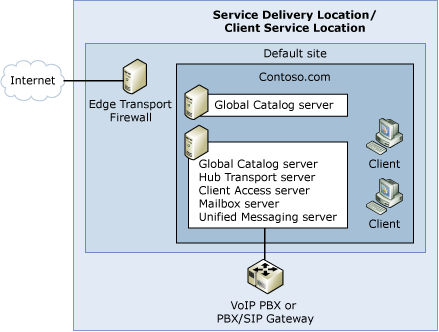 Service Delivery Location/
Client Service Location
Default site
Contoso.com
Internet
Edge Transport
Firewall
Global Catalog server
Global Catalog server
Hub Transport server
Client Access server
Mailbox server
Unified Messaging server
Client
Client
VoIP PBX or
PBX/SIP Gateway